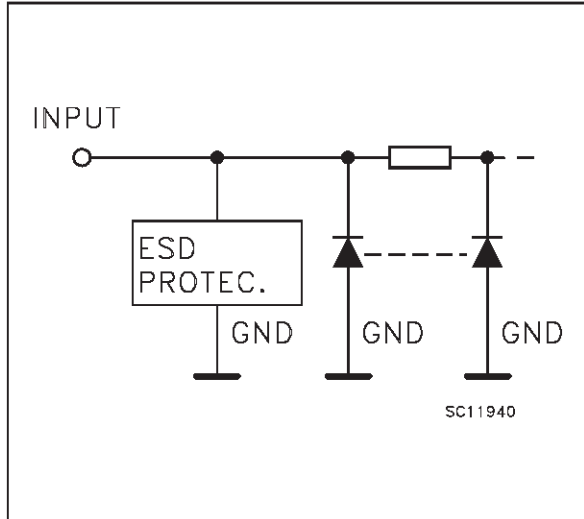 INPUT
ESD
PROTEC.
GND
GND
GND
SC11940